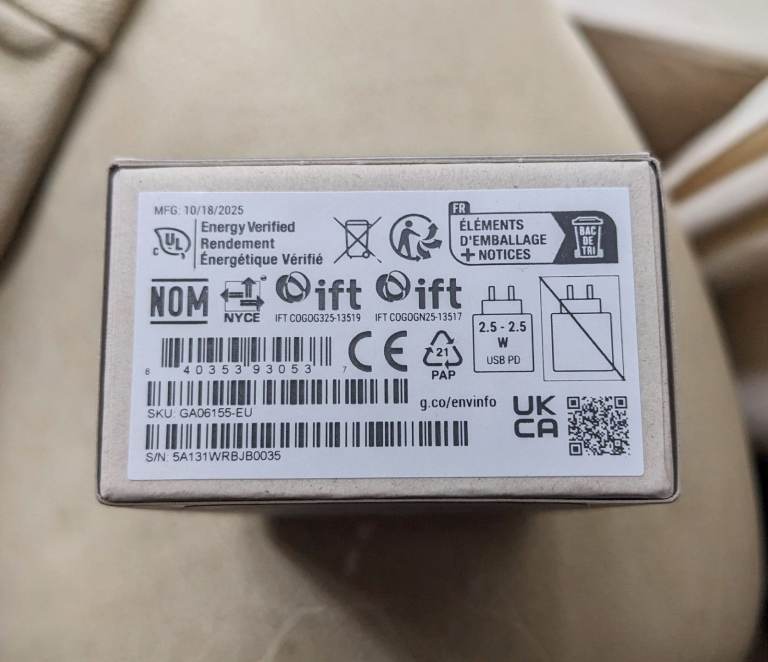 MFG: 10/18/2025
C UL
Energy Verified
Rendement
Énergétique Vérifié
FR
ÉLÉMENTS
D'EMBALLAGE
+ NOTICES
BAC
DE
TRI
NOM
NYCE
ift
IFT COGOG325-13519
ift
IFT COGOGN25-13517
2.5 - 2.5
W
USB PD
8 40353 93053 7
CE
21
PAP
SKU: GA06155-EU
g.co/envinfo
UK
CA
S/N: 5A131WRBJB0035